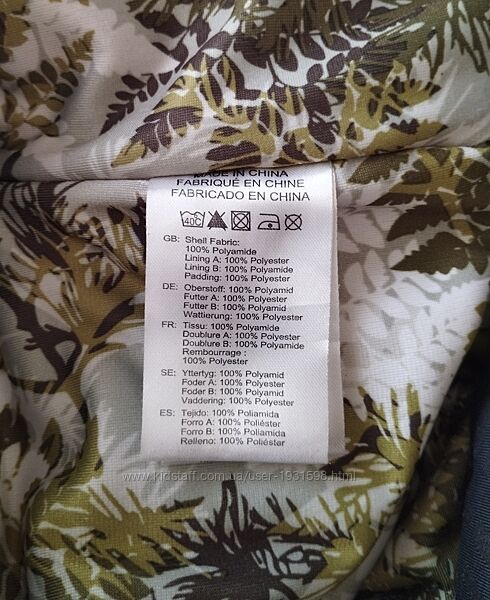 MADE IN CHINA
FABRIQUÉ EN CHINE
FABRICADO EN CHINA
40C
GB: Shell Fabric:
100% Polyamide
Lining A: 100% Polyester
Lining B: 100% Polyamide
Padding: 100% Polyester
DE: Oberstoff: 100% Polyamid
Futter A: 100% Polyester
Futter B: 100% Polyamid
Wattierung: 100% Polyester
FR: Tissu: 100% Polyamide
Doublure A: 100% Polyester
Doublure B: 100% Polyamide
Rembourrage :
100% Polyester
SE: Yttertyg: 100% Polyamid
Foder A: 100% Polyester
Foder B: 100% Polyamid
Vaddering: 100% Polyester
ES: Tejido: 100% Poliamida
Forro A: 100% Poliéster
Forro B: 100% Poliamida
Relleno: 100% Poliéster
www.kidstaff.com.ua/user-1931598.html